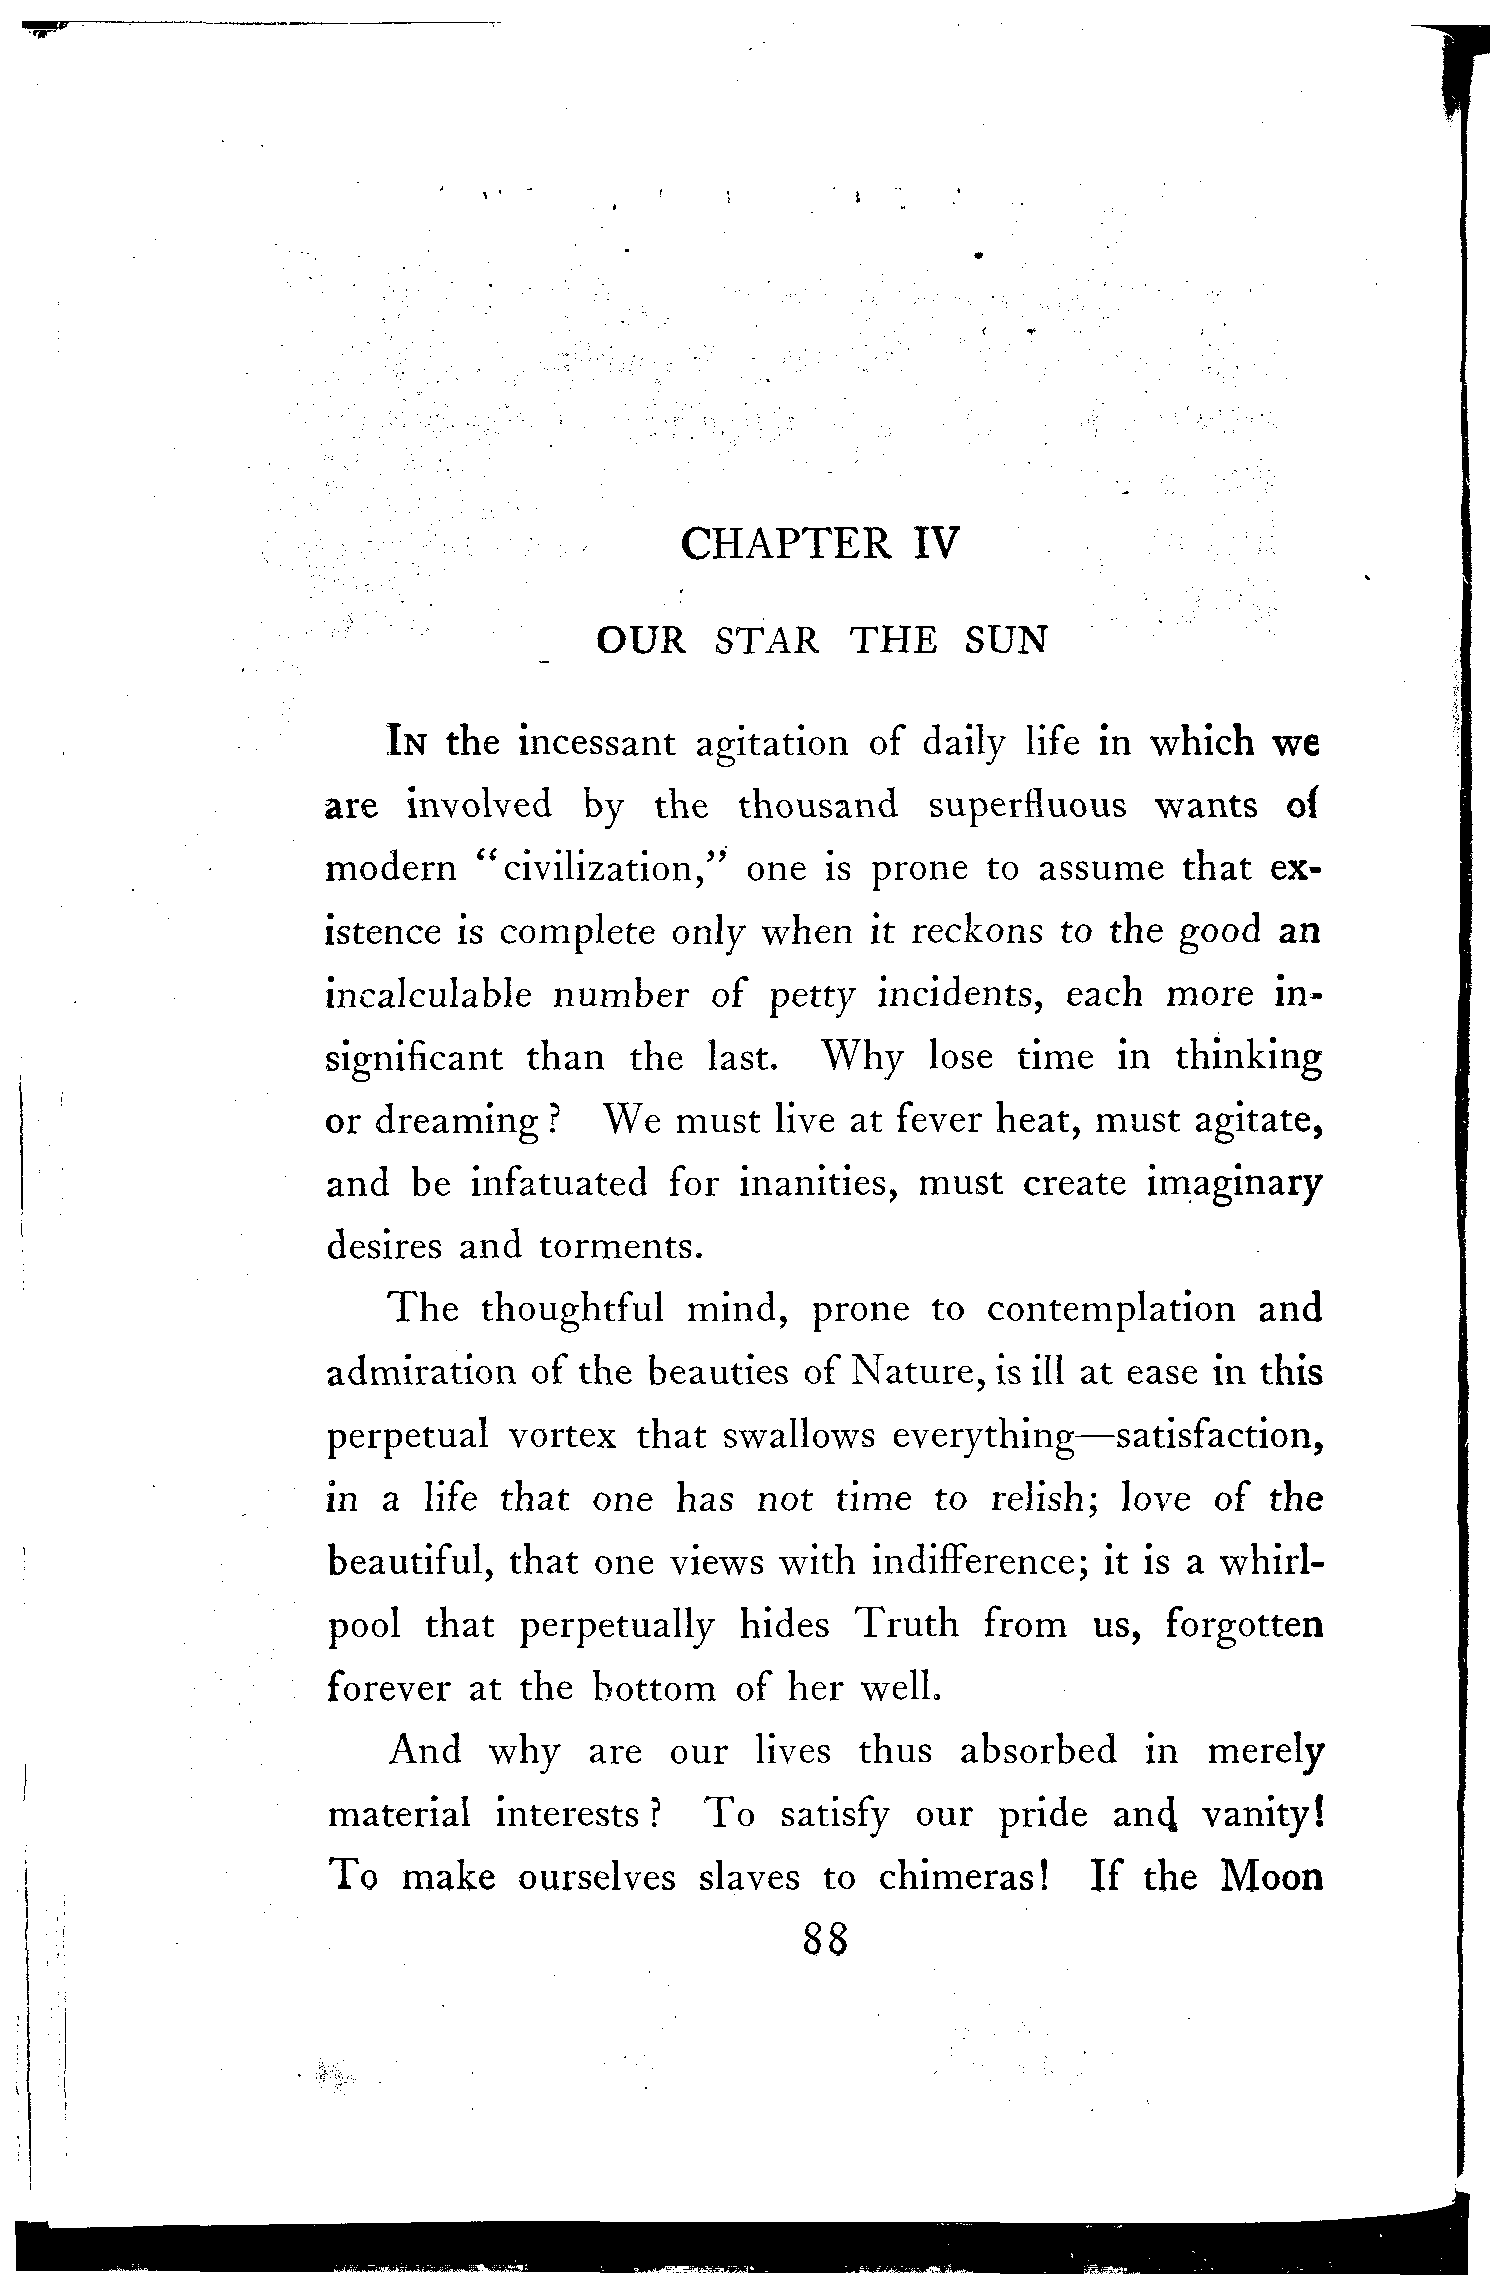 CHAPTER IV
OUR STAR THE SUN
In the incessant agitation of daily life in which we
are involved by the thousand superfluous wants of
modern “civilization,” one is prone to assume that ex-
istence is complete only when it reckons to the good an
incalculable number of petty incidents, each more in-
significant than the last. Why lose time in thinking
or dreaming? We must live at fever heat, must agitate,
and be infatuated for inanities, must create imaginary
desires and torments.
The thoughtful mind, prone to contemplation and
admiration of the beauties of Nature, is ill at ease in this
perpetual vortex that swallows everything—satisfaction,
in a life that one has not time to relish; love of the
beautiful, that one views with indifference; it is a whirl-
pool that perpetually hides Truth from us, forgotten
forever at the bottom of her well.
And why are our lives thus absorbed in merely
material interests? To satisfy our pride and vanity!
To make ourselves slaves to chimeras! If the Moon
88